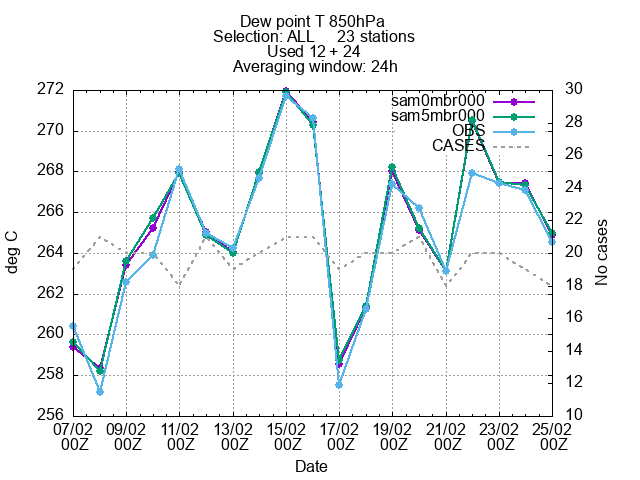 Dew point T 850hPa
Selection: ALL 23 stations
Used 12 + 24
Averaging window: 24h
272
270
268
266
264
262
260
258
256
30
28
26
24
22
20
18
16
14
12
10
deg C
No cases
sam0mbr000
sam5mbr000
OBS
CASES
07/02 09/02 11/02 13/02 15/02 17/02 19/02 21/02 23/02 25/02
00Z 00Z 00Z 00Z 00Z 00Z 00Z 00Z 00Z 00Z
Date